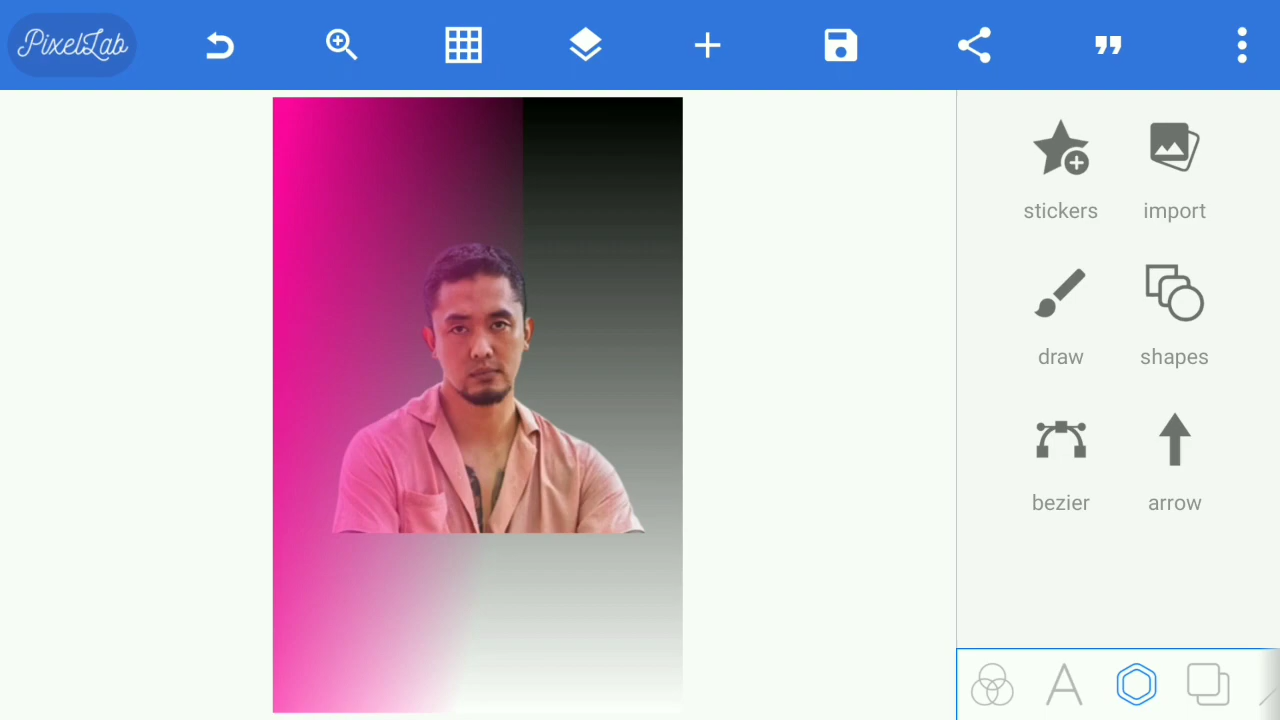 PixelLab
stickers
import
draw
shapes
bezier
arrow